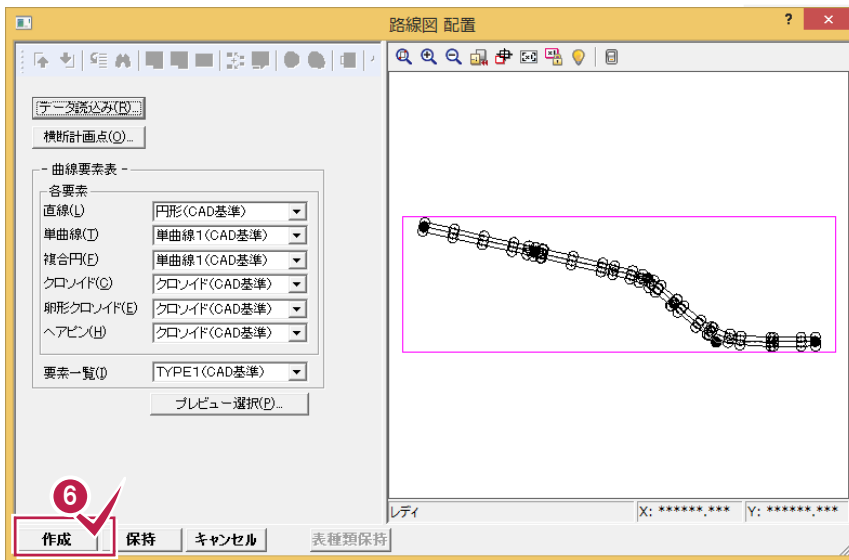 路線図 配置
? ×
データ読込み(R)...
横断計画点(O)...
- 曲線要素表 -
各要素
直線(L) 円形(CAD基準)
単曲線(T) 単曲線1(CAD基準)
複合円(F) 単曲線1(CAD基準)
クロソイド(C) クロソイド(CAD基準)
卵形クロソイド(E) クロソイド(CAD基準)
ヘアピン(H) クロソイド(CAD基準)
要素一覧(I) TYPE1(CAD基準)
プレビュー選択(P)...
レディ X: ******.*** Y: ******.***
6
作成 保持 キャンセル 表種類保持